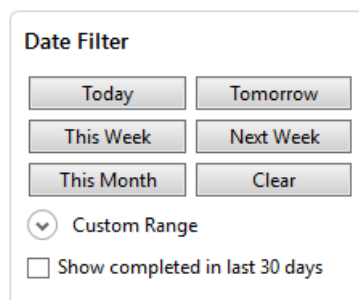 Date Filter
Today Tomorrow
This Week Next Week
This Month Clear
Custom Range
Show completed in last 30 days